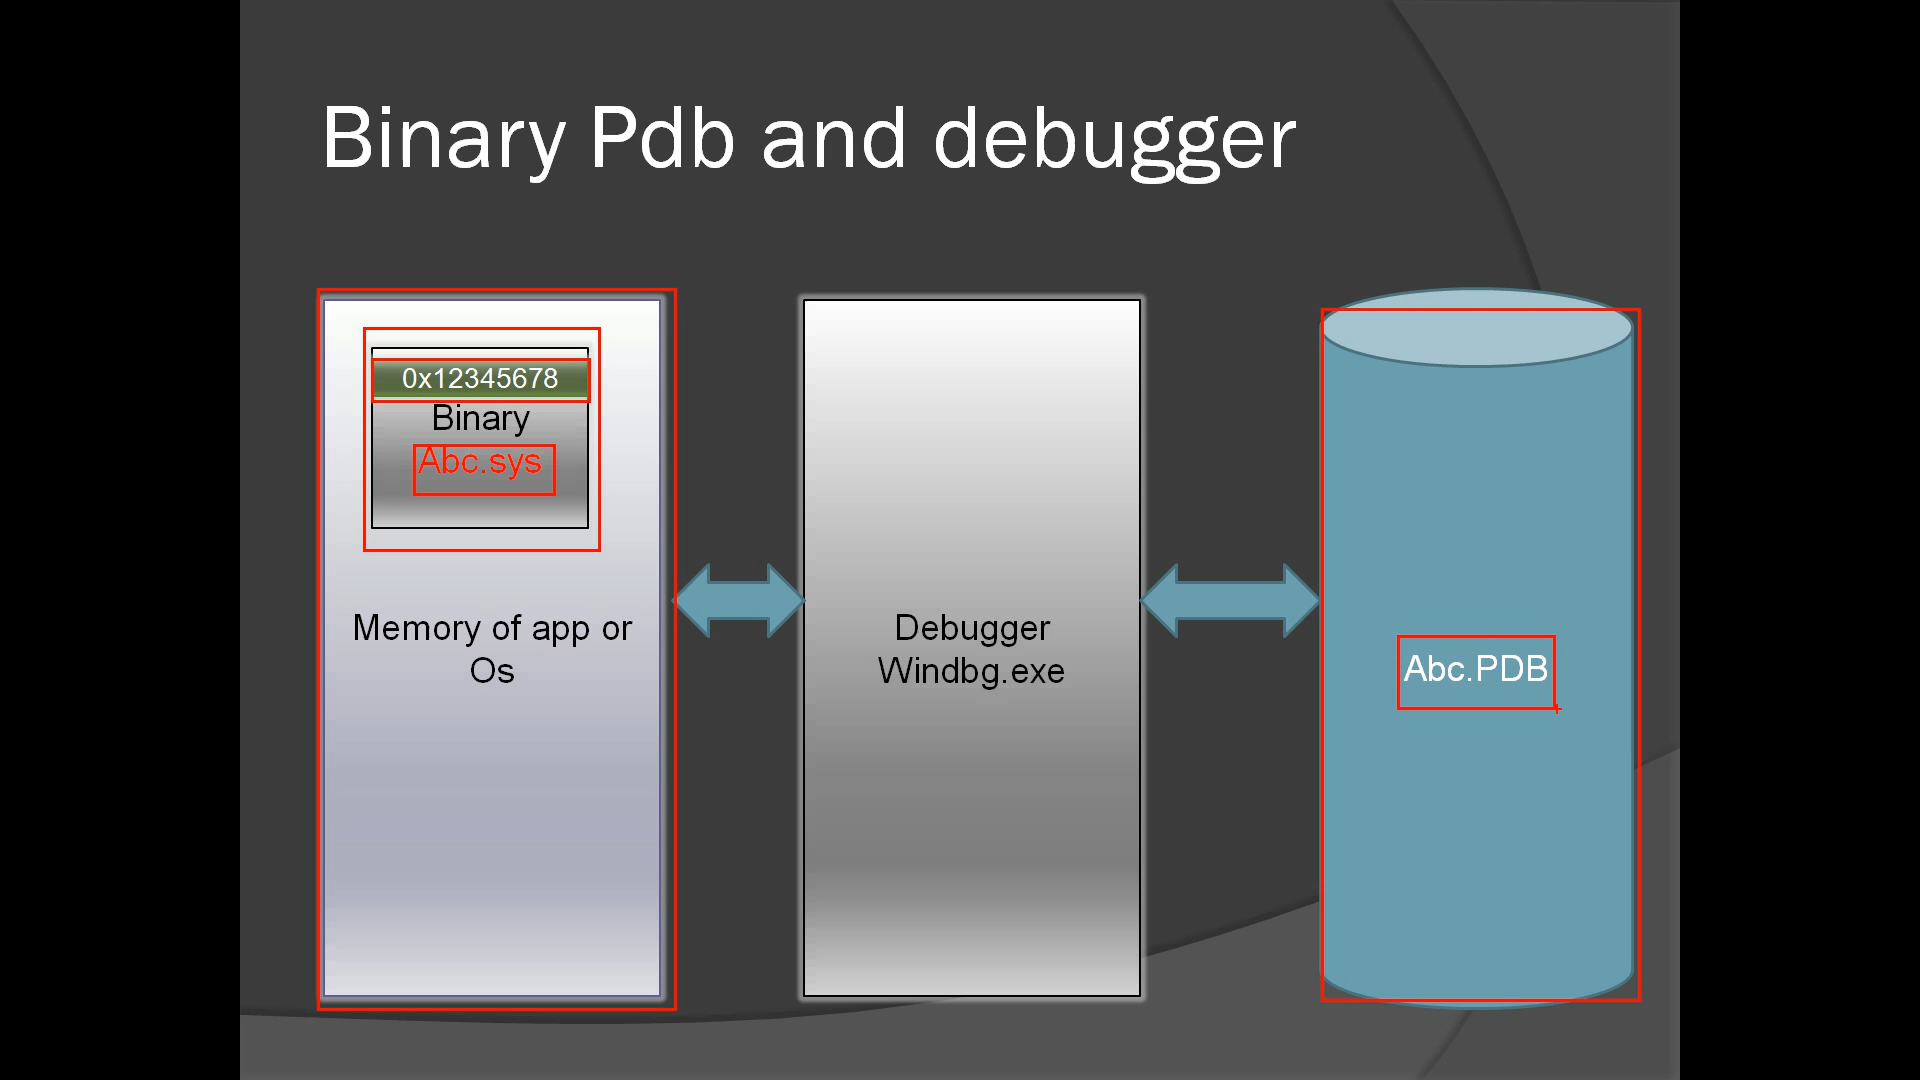 Binary Pdb and debugger
0x12345678
Binary
Abc.sys
Memory of app or
Os
Debugger
Windbg.exe
Abc.PDB